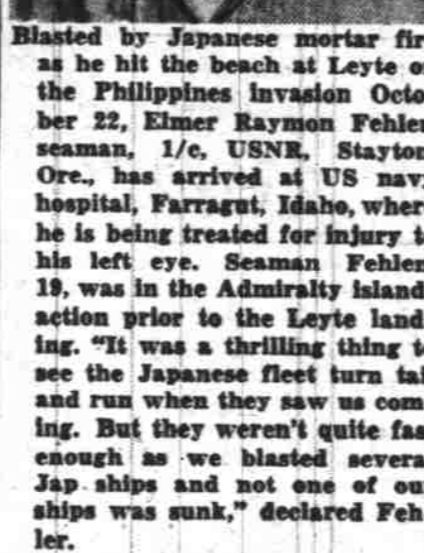 Blasted by Japanese mortar fir
as he hit the beach at Leyte o
the Philippines invasion Octo
ber 22, Elmer Raymon Fehler
seaman, 1/c, USNR, Stayton
Ore., has arrived at US nav
hospital, Farragut, Idaho, wher
he is being treated for injury t
his left eye. Seaman Fehler
19, was in the Admiralty island
action prior to the Leyte land
ing. "It was a thrilling thing t
see the Japanese fleet turn tai
and run when they saw us com
ing. But they weren't quite fas
enough as we blasted severa
Jap ships and not one of ou
ships was sunk," declared Feh
ler.